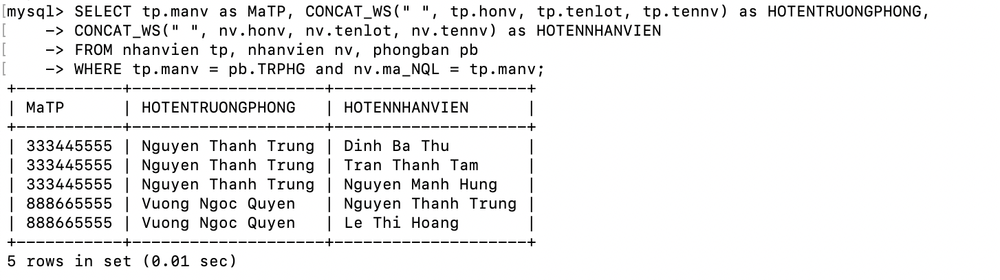 [mysql> SELECT tp.manv as MaTP, CONCAT_WS(" ", tp.honv, tp.tenlot, tp.tennv) as HOTENTRUONGPHONG,
[    -> CONCAT_WS(" ", nv.honv, nv.tenlot, nv.tennv) as HOTENNHANVIEN
[    -> FROM nhanvien tp, nhanvien nv, phongban pb
[    -> WHERE tp.manv = pb.TRPHG and nv.ma_NQL = tp.manv;
+-----------+--------------------+--------------------+
| MaTP      | HOTENTRUONGPHONG   | HOTENNHANVIEN      |
+-----------+--------------------+--------------------+
| 333445555 | Nguyen Thanh Trung | Dinh Ba Thu        |
| 333445555 | Nguyen Thanh Trung | Tran Thanh Tam     |
| 333445555 | Nguyen Thanh Trung | Nguyen Manh Hung   |
| 888665555 | Vuong Ngoc Quyen   | Nguyen Thanh Trung |
| 888665555 | Vuong Ngoc Quyen   | Le Thi Hoang       |
+-----------+--------------------+--------------------+
5 rows in set (0.01 sec)